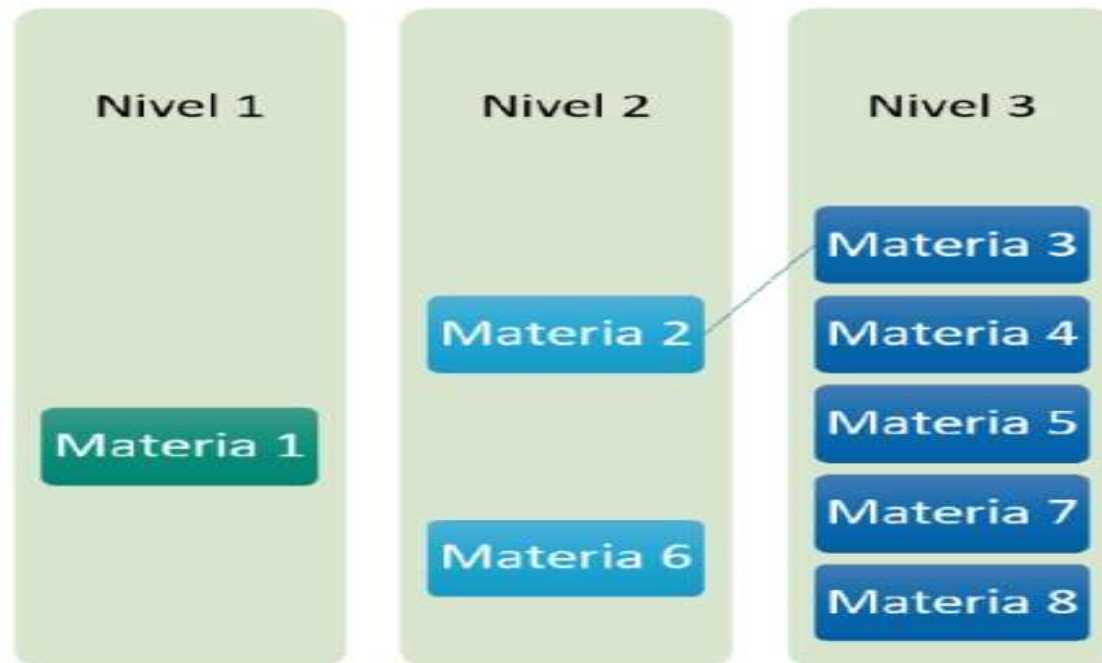 Nivel 1
Nivel 2
Nivel 3
Materia 1
Materia 2
Materia 6
Materia 3
Materia 4
Materia 5
Materia 7
Materia 8